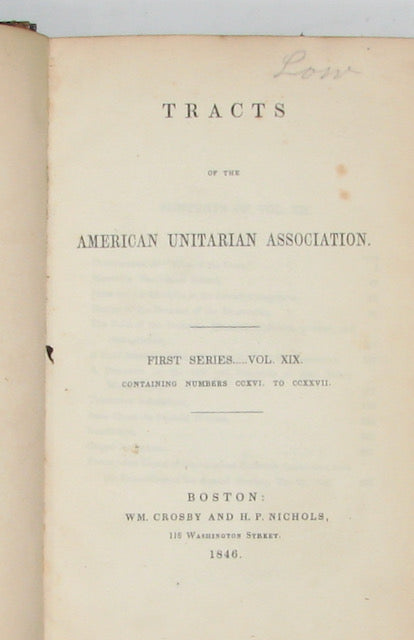 Low
TRACTS
OF THE
AMERICAN UNITARIAN ASSOCIATION.
FIRST SERIES....VOL. XIX.
CONTAINING NUMBERS CCXVI. TO CCXXVII.
BOSTON:
WM. CROSBY AND H. P. NICHOLS,
118 WASHINGTON STREET.
1846.